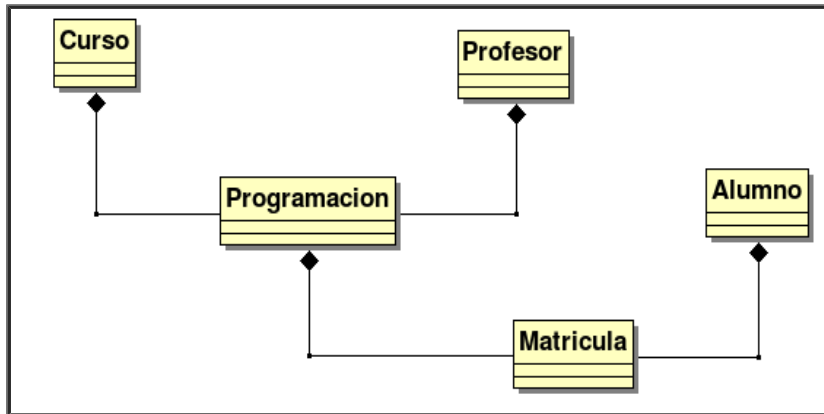 Curso
Profesor
Programacion
Alumno
Matricula